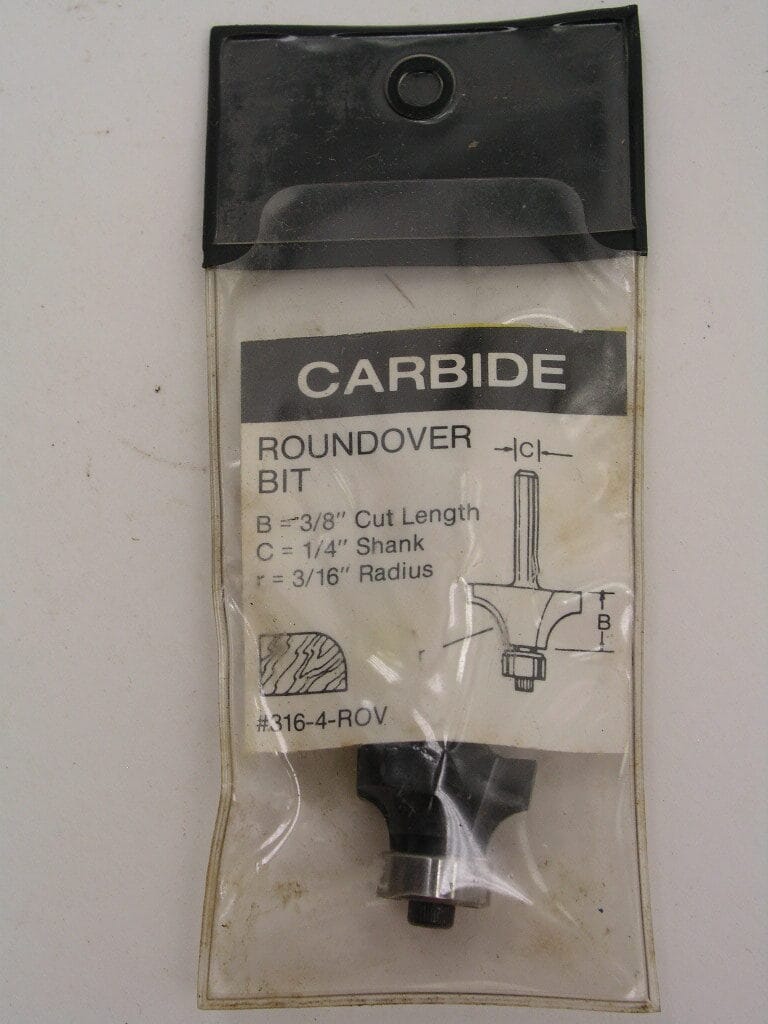 CARBIDE
ROUNDOVER
BIT
B = 3/8" Cut Length
C = 1/4" Shank
r = 3/16" Radius
C
B
r
#316-4-ROV